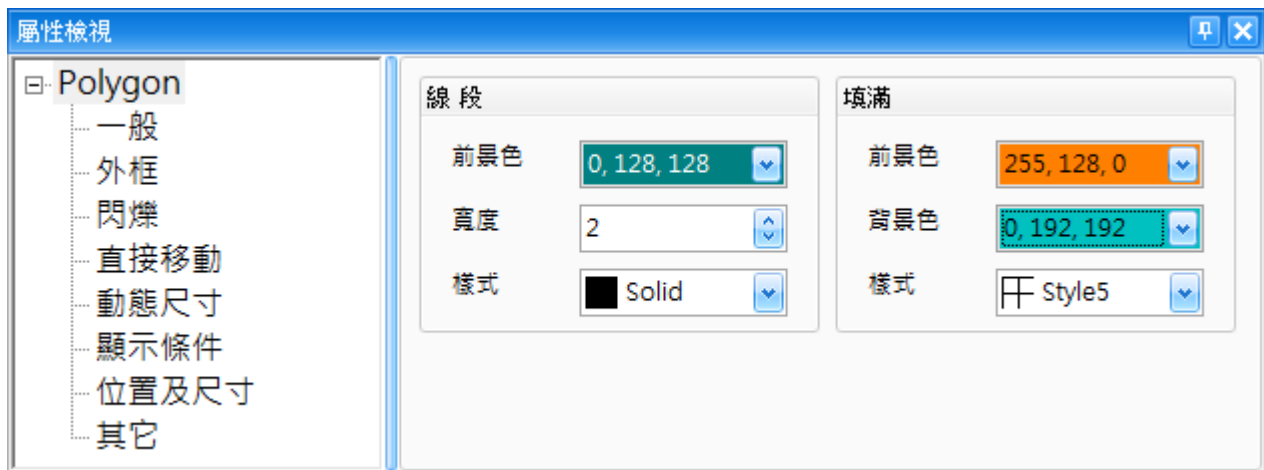 屬性檢視
Polygon
一般
外框
閃爍
直接移動
動態尺寸
顯示條件
位置及尺寸
其它
線 段
前景色 0, 128, 128
寬度 2
樣式 Solid
填滿
前景色 255, 128, 0
背景色 0, 192, 192
樣式 Style5